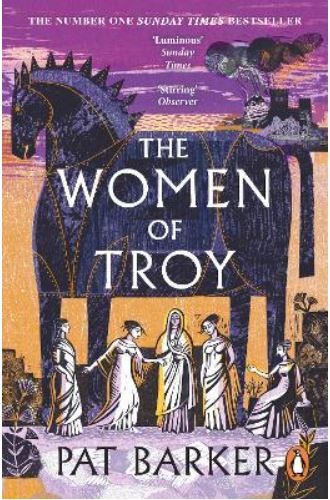 THE NUMBER ONE SUNDAY TIMES BESTSELLER
'Luminous'
Sunday
Times
'Stirring'
Observer
THE
WOMEN
OF
TROY
PAT BARKER